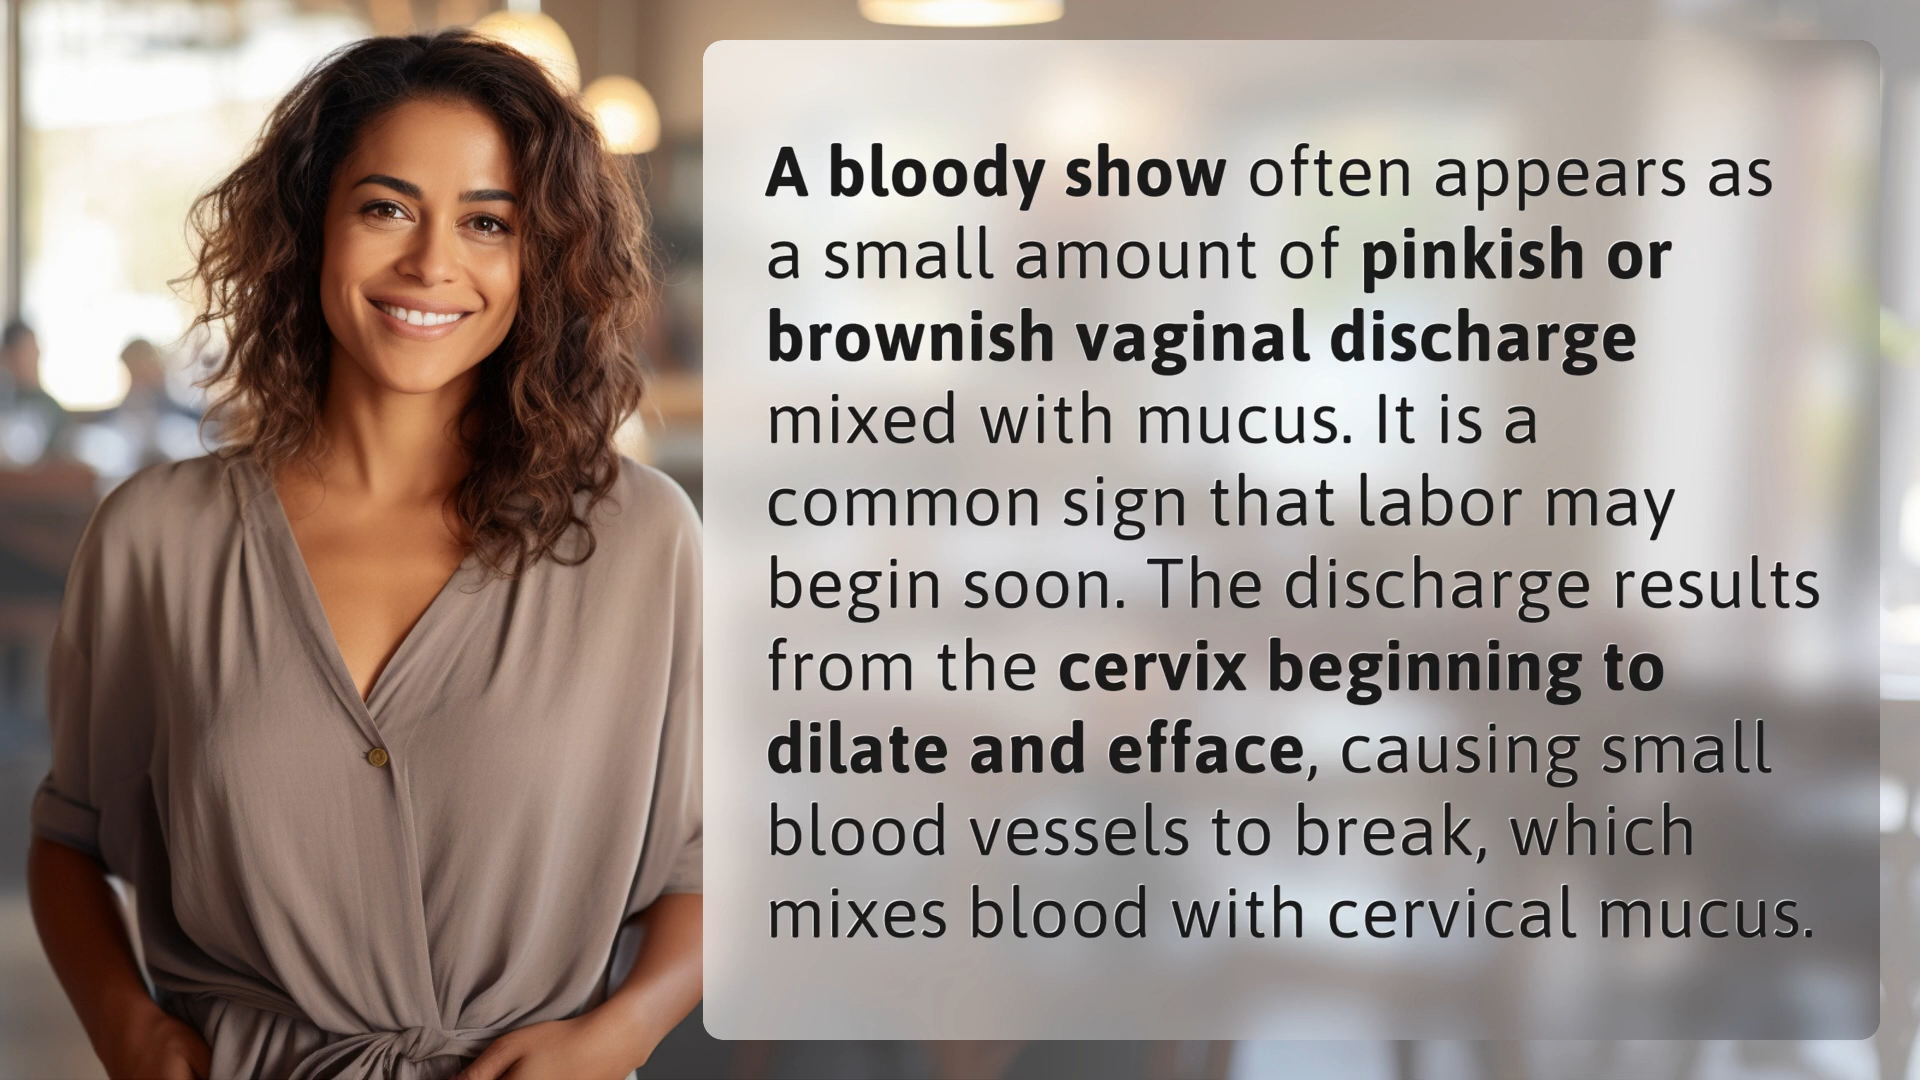 A bloody show often appears as
a small amount of pinkish or
brownish vaginal discharge
mixed with mucus. It is a
common sign that labor may
begin soon. The discharge results
from the cervix beginning to
dilate and efface, causing small
blood vessels to break, which
mixes blood with cervical mucus.